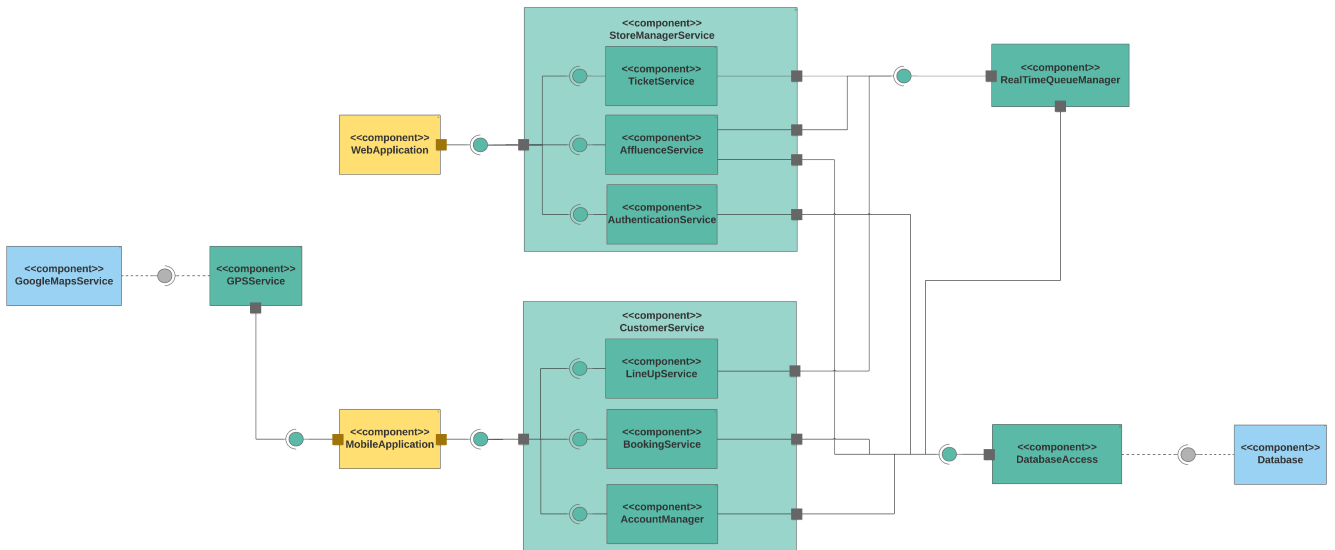 <<component>>
StoreManagerService
<<component>>
TicketService
<<component>>
RealTimeQueueManager
<<component>>
WebApplication
<<component>>
AffluenceService
<<component>>
AuthenticationService
<<component>>
GoogleMapsService
<<component>>
GPSService
<<component>>
CustomerService
<<component>>
LineUpService
<<component>>
MobileApplication
<<component>>
BookingService
<<component>>
DatabaseAccess
<<component>>
Database
<<component>>
AccountManager